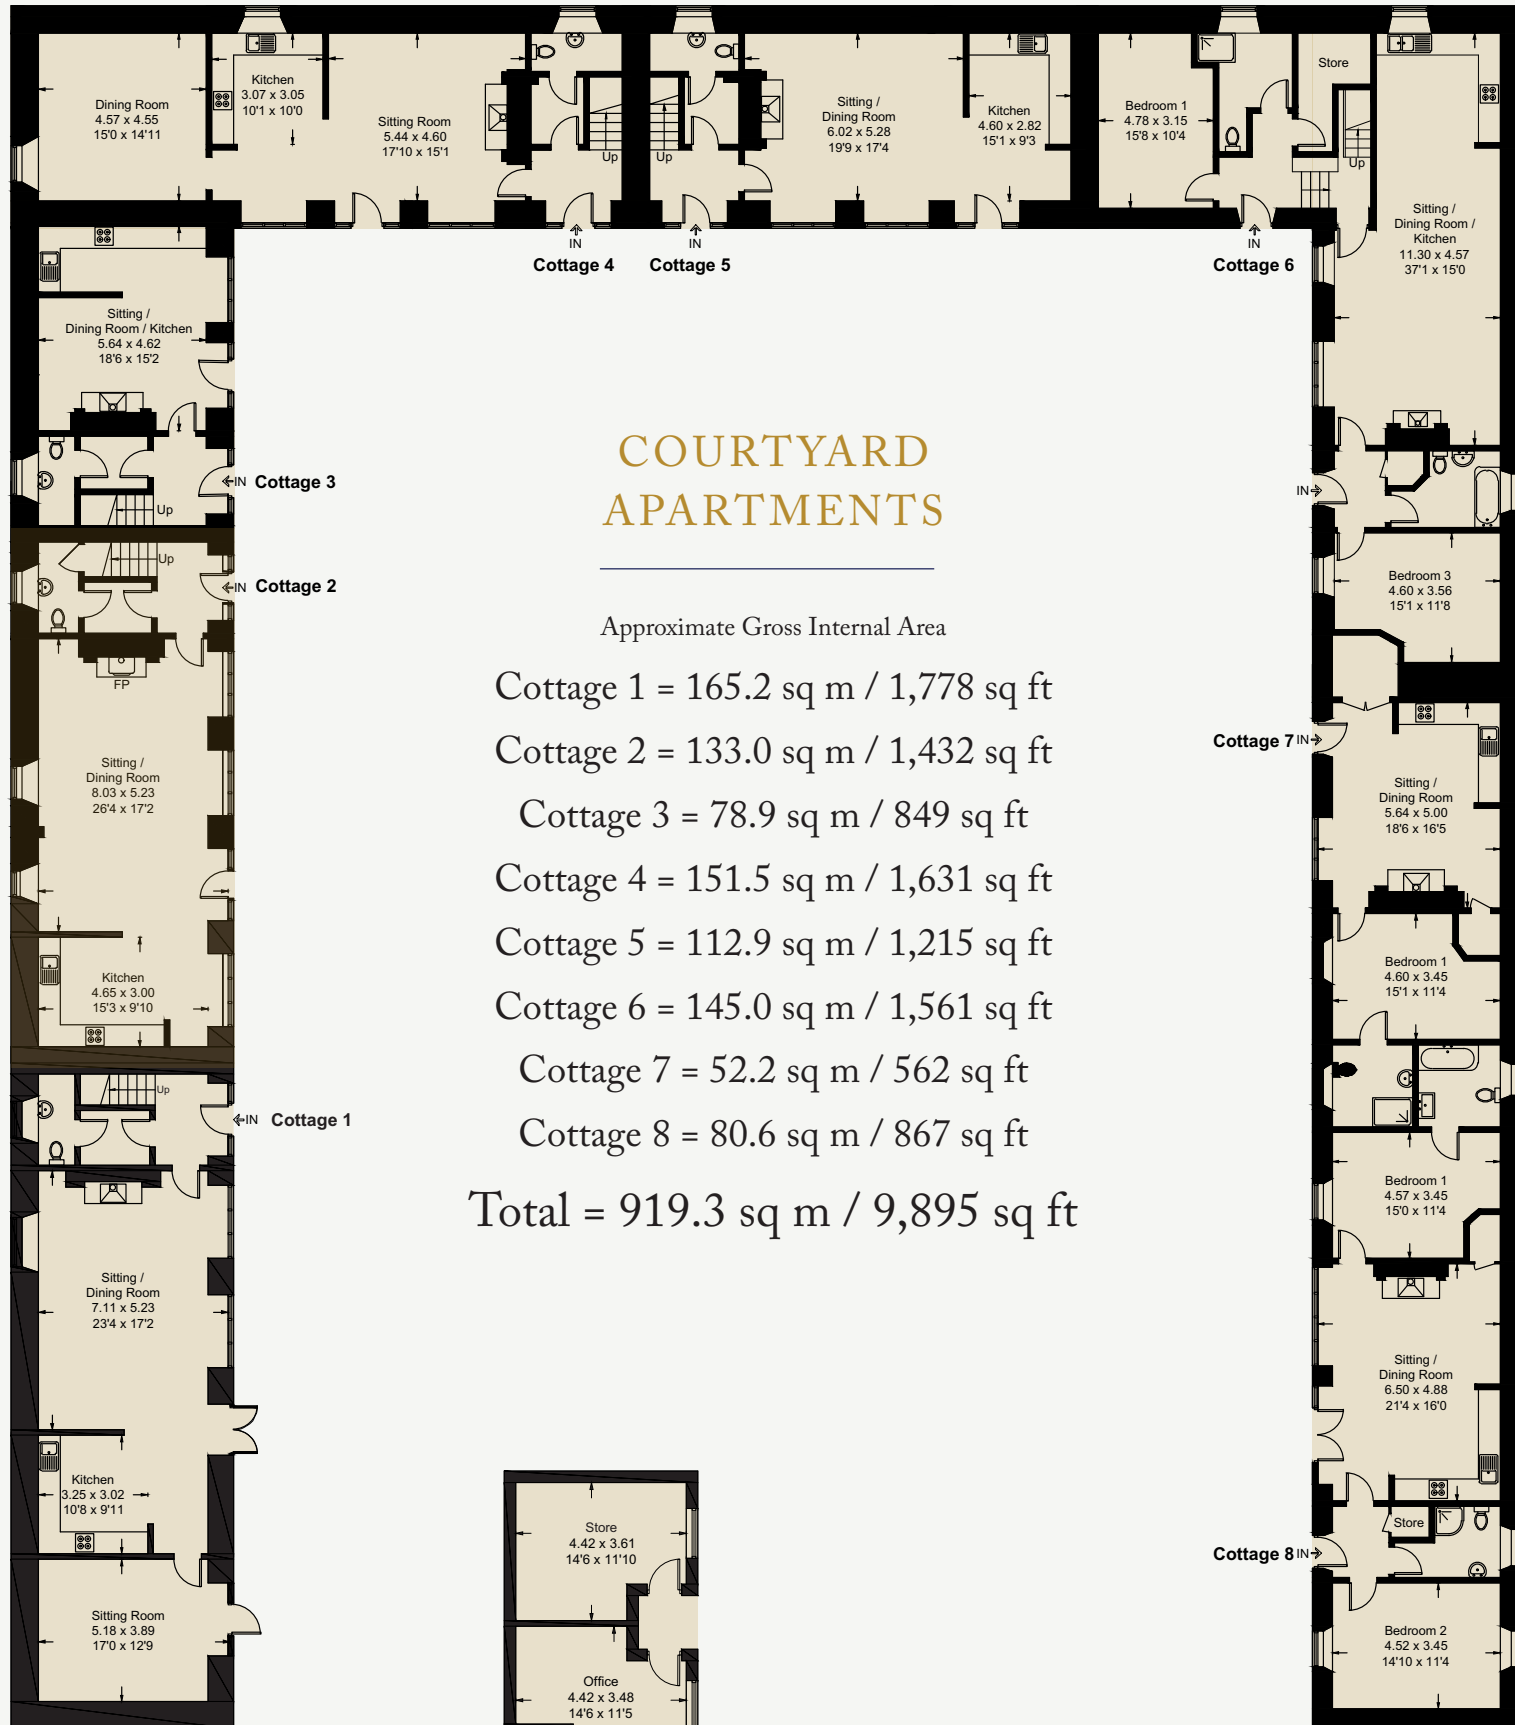 Dining Room
4.57 x 4.55
15'0 x 14'11
Kitchen
3.07 x 3.05
10'1 x 10'0
Sitting Room
5.44 x 4.60
17'10 x 15'1
Up
Up
Sitting /
Dining Room
6.02 x 5.28
19'9 x 17'4
Kitchen
4.60 x 2.82
15'1 x 9'3
Bedroom 1
4.78 x 3.15
15'8 x 10'4
Store
Up
Sitting /
Dining Room /
Kitchen
11.30 x 4.57
37'1 x 15'0
IN
Cottage 4
IN
Cottage 5
IN
Cottage 6
Sitting /
Dining Room / Kitchen
5.64 x 4.62
18'6 x 15'2
Up
IN Cottage 3
Up
IN Cottage 2
FP
Sitting /
Dining Room
8.03 x 5.23
26'4 x 17'2
Kitchen
4.65 x 3.00
15'3 x 9'10
Up
IN Cottage 1
Sitting /
Dining Room
7.11 x 5.23
23'4 x 17'2
Kitchen
3.25 x 3.02
10'8 x 9'11
Sitting Room
5.18 x 3.89
17'0 x 12'9
COURTYARD
APARTMENTS
Approximate Gross Internal Area
Cottage 1 = 165.2 sq m / 1,778 sq ft
Cottage 2 = 133.0 sq m / 1,432 sq ft
Cottage 3 = 78.9 sq m / 849 sq ft
Cottage 4 = 151.5 sq m / 1,631 sq ft
Cottage 5 = 112.9 sq m / 1,215 sq ft
Cottage 6 = 145.0 sq m / 1,561 sq ft
Cottage 7 = 52.2 sq m / 562 sq ft
Cottage 8 = 80.6 sq m / 867 sq ft
Total = 919.3 sq m / 9,895 sq ft
Store
4.42 x 3.61
14'6 x 11'10
Office
4.42 x 3.48
14'6 x 11'5
IN
Bedroom 3
4.60 x 3.56
15'1 x 11'8
Cottage 7 IN
Sitting /
Dining Room
5.64 x 5.00
18'6 x 16'5
Bedroom 1
4.60 x 3.45
15'1 x 11'4
Bedroom 1
4.57 x 3.45
15'0 x 11'4
Sitting /
Dining Room
6.50 x 4.88
21'4 x 16'0
Store
Cottage 8 IN
Bedroom 2
4.52 x 3.45
14'10 x 11'4